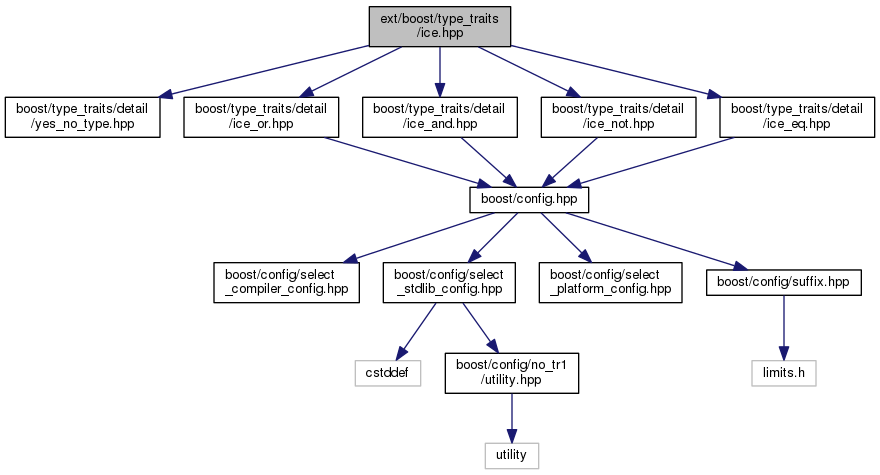 ext/boost/type_traits
/ice.hpp
boost/type_traits/detail
/yes_no_type.hpp
boost/type_traits/detail
/ice_or.hpp
boost/type_traits/detail
/ice_and.hpp
boost/type_traits/detail
/ice_not.hpp
boost/type_traits/detail
/ice_eq.hpp
boost/config.hpp
boost/config/select
_compiler_config.hpp
boost/config/select
_stdlib_config.hpp
boost/config/select
_platform_config.hpp
boost/config/suffix.hpp
cstddef
boost/config/no_tr1
/utility.hpp
limits.h
utility